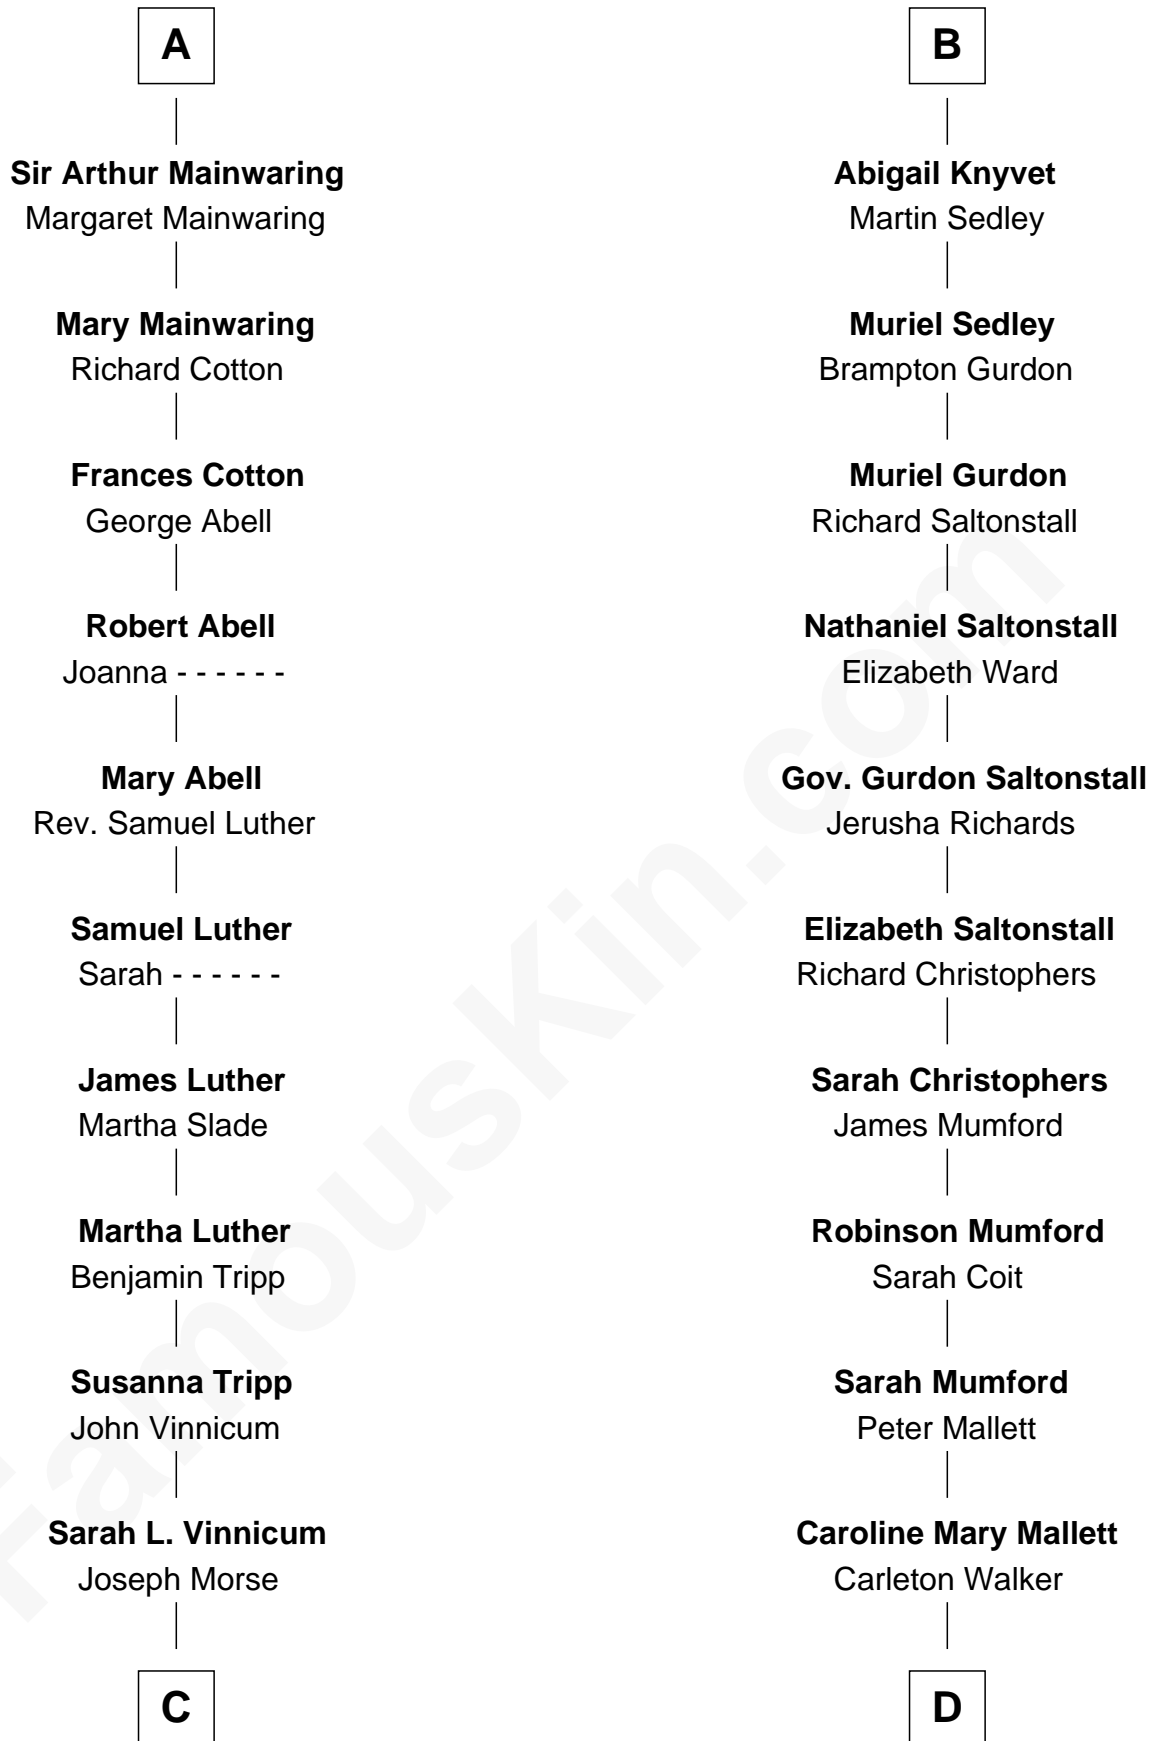 A
Sir Arthur Mainwaring
Margaret Mainwaring
Mary Mainwaring
Richard Cotton
Frances Cotton
George Abell
Robert Abell
Joanna - - - - - -
Mary Abell
Rev. Samuel Luther
Samuel Luther
Sarah - - - - - -
James Luther
Martha Slade
Martha Luther
Benjamin Tripp
Susanna Tripp
John Vinnicum
Sarah L. Vinnicum
Joseph Morse
C
B
Abigail Knyvet
Martin Sedley
Muriel Sedley
Brampton Gurdon
Muriel Gurdon
Richard Saltonstall
Nathaniel Saltonstall
Elizabeth Ward
Gov. Gurdon Saltonstall
Jerusha Richards
Elizabeth Saltonstall
Richard Christophers
Sarah Christophers
James Mumford
Robinson Mumford
Sarah Coit
Sarah Mumford
Peter Mallett
Caroline Mary Mallett
Carleton Walker
D
FamousKin.com